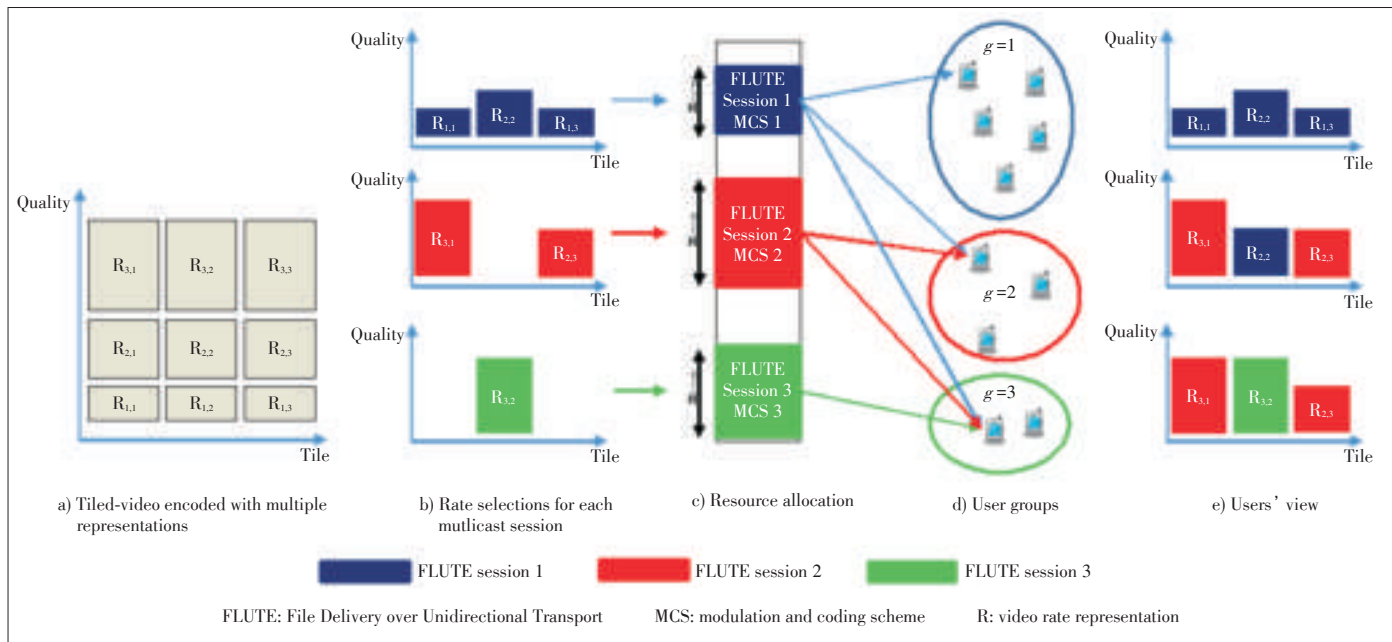 Quality
R3,1 R3,2 R3,3
R2,1 R2,2 R2,3
R1,1 R1,2 R1,3
Tile
a) Tiled-video encoded with multiple
representations
Quality
R1,1 R2,2 R1,3
Tile
Quality
R3,1 R2,3
Tile
Quality
R3,2
Tile
b) Rate selections for each
mutlicast session
FLUTE
Session 1
MCS 1
FLUTE
Session 2
MCS 2
FLUTE
Session 3
MCS 3
c) Resource allocation
g=1
g=2
g=3
d) User groups
Quality
R1,1 R2,2 R1,3
Tile
Quality
R3,1 R2,2 R2,3
Tile
Quality
R3,1 R3,2 R2,3
Tile
e) Users’ view
FLUTE session 1 FLUTE session 2 FLUTE session 3
FLUTE: File Delivery over Unidirectional Transport MCS: modulation and coding scheme R: video rate representation